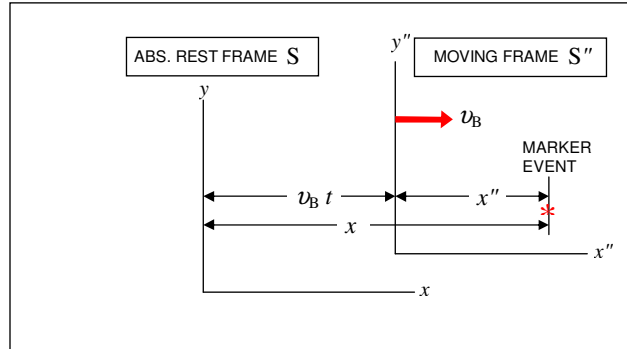 y″
ABS. REST FRAME S
MOVING FRAME S″
y
υB
MARKER
EVENT
υB t
x″
*
x
x″
x